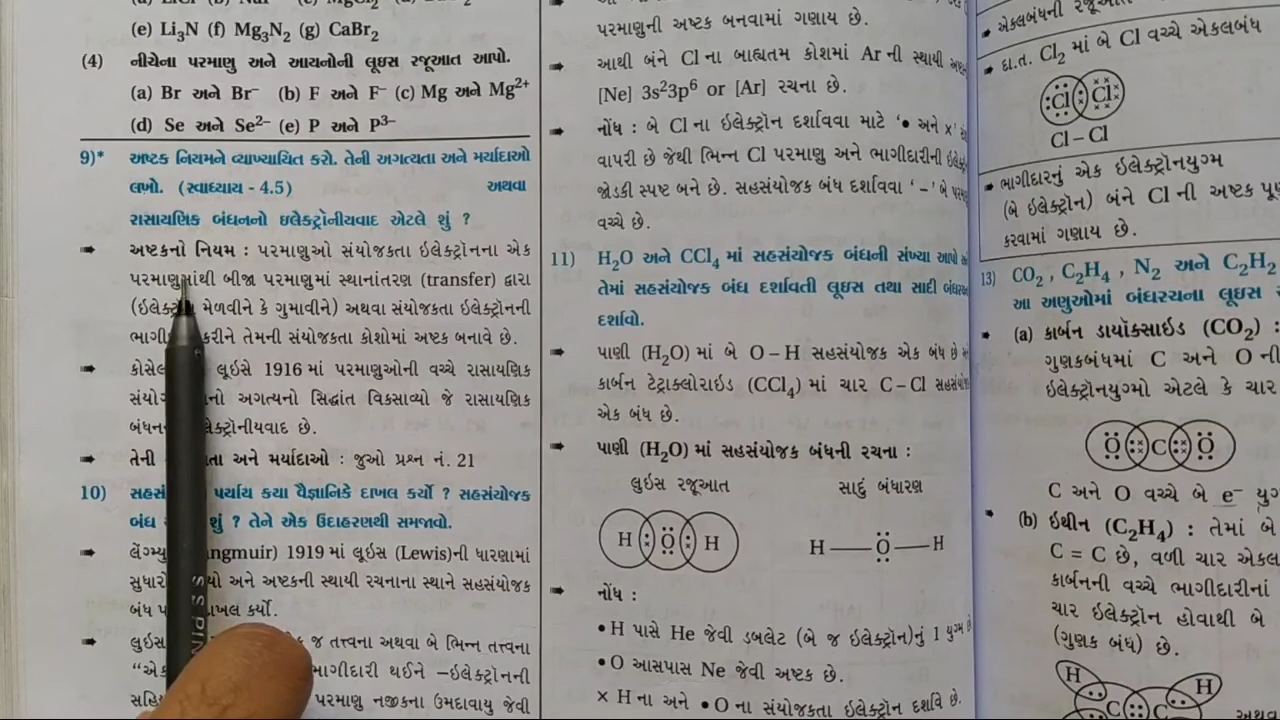 (e) Li₃N (f) Mg₃N₂ (g) CaBr₂
(4) નીચેના પરમાણુ અને આયનોની લૂઇસ રજૂઆત આપો.
(a) Br અને Br⁻ (b) F અને F⁻ (c) Mg અને Mg²⁺
(d) Se અને Se²⁻ (e) P અને P³⁻
9)* અષ્ટક નિયમને વ્યાખ્યાયિત કરો. તેની અગત્યતા અને મર્યાદાઓ
લખો. (સ્વાધ્યાય - 4.5) અથવા
રાસાયણિક બંધનનો ઇલેક્ટ્રૉનીયવાદ એટલે શું ?
➡ અષ્ટકનો નિયમ : પરમાણુઓ સંયોજકતા ઇલેક્ટ્રૉનના એક
પરમાણુમાંથી બીજા પરમાણુમાં સ્થાનાંતરણ (transfer) દ્વારા
મેળવીને કે ગુમાવીને) અથવા સંયોજકતા ઇલેક્ટ્રૉનની
કરીને તેમની સંયોજકતા કોશોમાં અષ્ટક બનાવે છે.
➡ કોસેલ લૂઇસે 1916 માં પરમાણુઓની વચ્ચે રાસાયણિક
અગત્યનો સિદ્ધાંત વિકસાવ્યો જે રાસાયણિક
છે.
➡ તેની અને મર્યાદાઓ : જુઓ પ્રશ્ન નં. 21
10) પર્યાય કયા વૈજ્ઞાનિકે દાખલ કર્યો ? સહસંયોજક
બંધ શું ? તેને એક ઉદાહરણથી સમજાવો.
➡ 1919 માં લૂઇસ (Lewis)ની ધારણામાં
અને અષ્ટકની સ્થાયી રચનાના સ્થાને સહસંયોજક
બંધ કર્યો.
➡ જ તત્ત્વના અથવા બે ભિન્ન તત્ત્વના
ભાગીદારી થઈને –ઇલેક્ટ્રૉનની
પરમાણુ નજીકના ઉમદાવાયુ જેવી
પરમાણુની અષ્ટક બનવામાં ગણાય છે.
➡ આથી બંને Cl ના બાહ્યતમ કોશમાં Ar ની સ્થાયી
[Ne] 3s²3p⁶ or [Ar] રચના છે.
➡ નોંધ : બે Cl ના ઇલેક્ટ્રૉન દર્શાવવા માટે '• અને x'
વાપરી છે જેથી ભિન્ન Cl પરમાણુ અને ભાગીદારીની
જોડકી સ્પષ્ટ બને છે. સહસંયોજક બંધ દર્શાવવા '–' બે
વચ્ચે છે.
11) H₂O અને CCl₄ માં સહસંયોજક બંધની સંખ્યા આપો
તેમાં સહસંયોજક બંધ દર્શાવતી લૂઇસ તથા સાદી
દર્શાવો.
➡ પાણી (H₂O) માં બે O – H સહસંયોજક એક બંધ છે
કાર્બન ટેટ્રાક્લોરાઇડ (CCl₄) માં ચાર C – Cl
એક બંધ છે.
➡ પાણી (H₂O) માં સહસંયોજક બંધની રચના :
લુઇસ રજૂઆત સાદું બંધારણ
H O H H — O — H
➡ નોંધ :
• H પાસે He જેવી ડબલેટ (બે જ ઇલેક્ટ્રૉન)નું 1 યુગ્મ
• O આસપાસ Ne જેવી અષ્ટક છે.
× H ના અને • O ના સંયોજકતા ઇલેક્ટ્રૉન દર્શાવે છે.
• એકલબંધની
• દા.ત. Cl₂ માં બે Cl વચ્ચે એકલબંધ
Cl Cl
Cl – Cl
• ભાગીદારનું એક ઇલેક્ટ્રૉનયુગ્મ
(બે ઇલેક્ટ્રૉન) બંને Cl ની અષ્ટક
કરવામાં ગણાય છે.
13) CO₂, C₂H₄, N₂ અને C₂H₂
આ અણુઓમાં બંધરચના લૂઇસ
• (a) કાર્બન ડાયૉક્સાઇડ (CO₂) :
ગુણકબંધમાં C અને O ની
ઇલેક્ટ્રૉનયુગ્મો એટલે કે ચાર
O C O
C અને O વચ્ચે બે e⁻
• (b) ઇથીન (C₂H₄) : તેમાં બે
C = C છે, વળી ચાર
કાર્બનની વચ્ચે ભાગીદારીનાં
ચાર ઇલેક્ટ્રૉન હોવાથી બે
(ગુણક બંધ) છે.
H H
C C